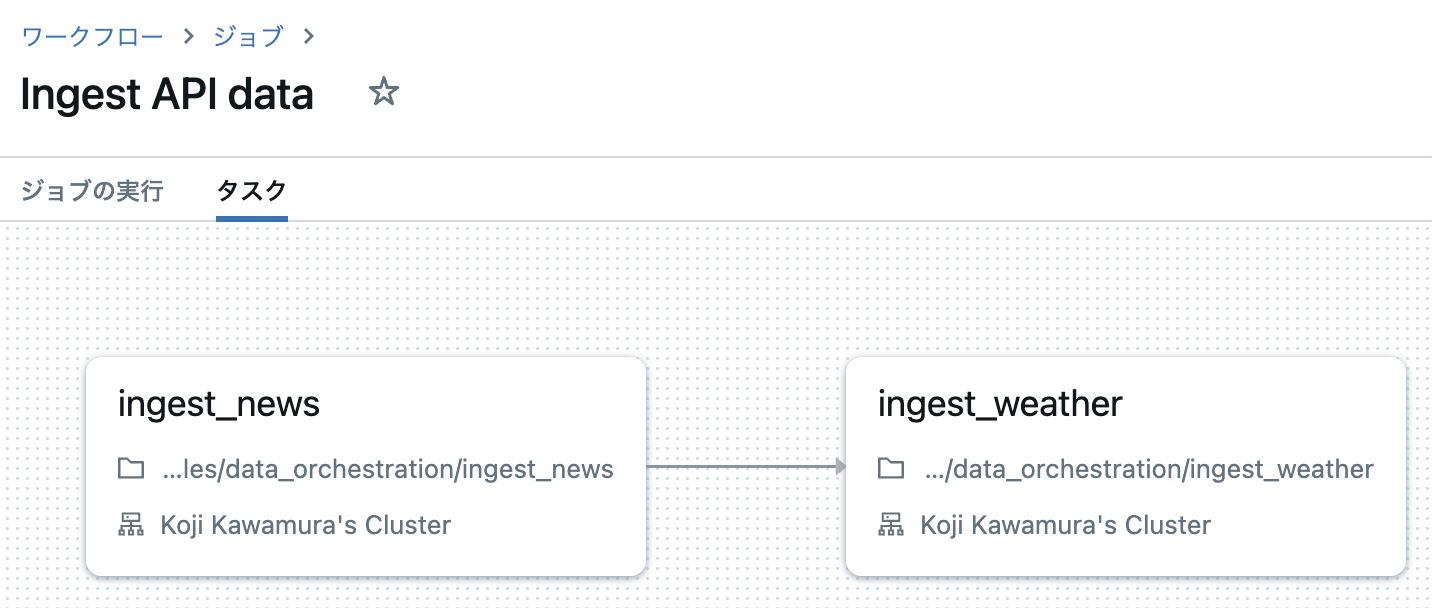 ワークフロー > ジョブ >
Ingest API data
ジョブの実行 タスク
ingest_news
...les/data_orchestration/ingest_news
Koji Kawamura's Cluster
ingest_weather
.../data_orchestration/ingest_weather
Koji Kawamura's Cluster